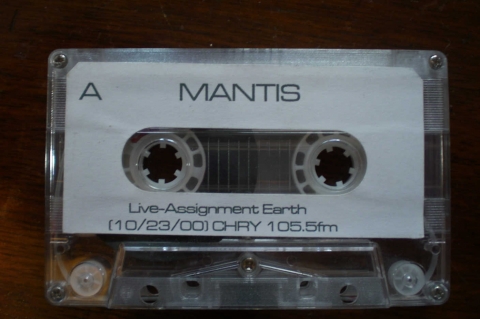 A MANTIS
Live-Assignment Earth
(10/23/00) CHRY 105.5fm